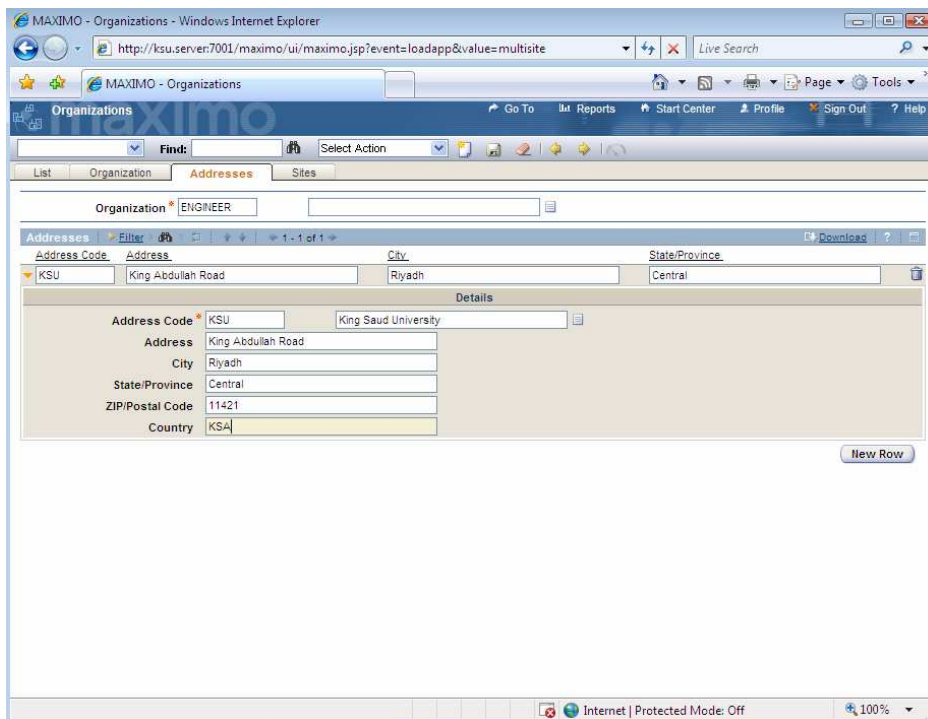 MAXIMO - Organizations - Windows Internet Explorer
http://ksu.server:7001/maximo/ui/maximo.jsp?event=loadapp&value=multisite
Live Search
MAXIMO - Organizations
Page
Tools
Organizations
maximo
Go To
Reports
Start Center
Profile
Sign Out
? Help
Find:
Select Action
List
Organization
Addresses
Sites
Organization * ENGINEER
Addresses
Filter
1 - 1 of 1
Download
?
Address Code
Address
City
State/Province
KSU
King Abdullah Road
Riyadh
Central
Details
Address Code * KSU
King Saud University
Address King Abdullah Road
City Riyadh
State/Province Central
ZIP/Postal Code 11421
Country KSA
New Row
Internet | Protected Mode: Off
100%